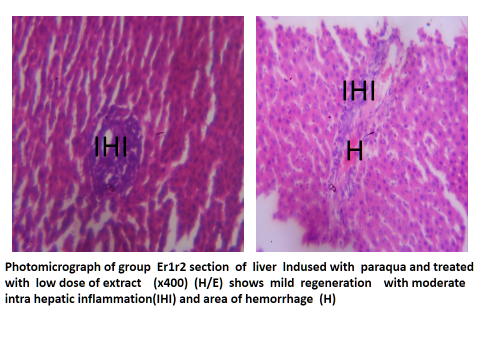 IHI
IHI
H
Photomicrograph of group Er1r2 section of liver Indused with paraqua and treated
with low dose of extract (x400) (H/E) shows mild regeneration with moderate
intra hepatic inflammation(IHI) and area of hemorrhage (H)